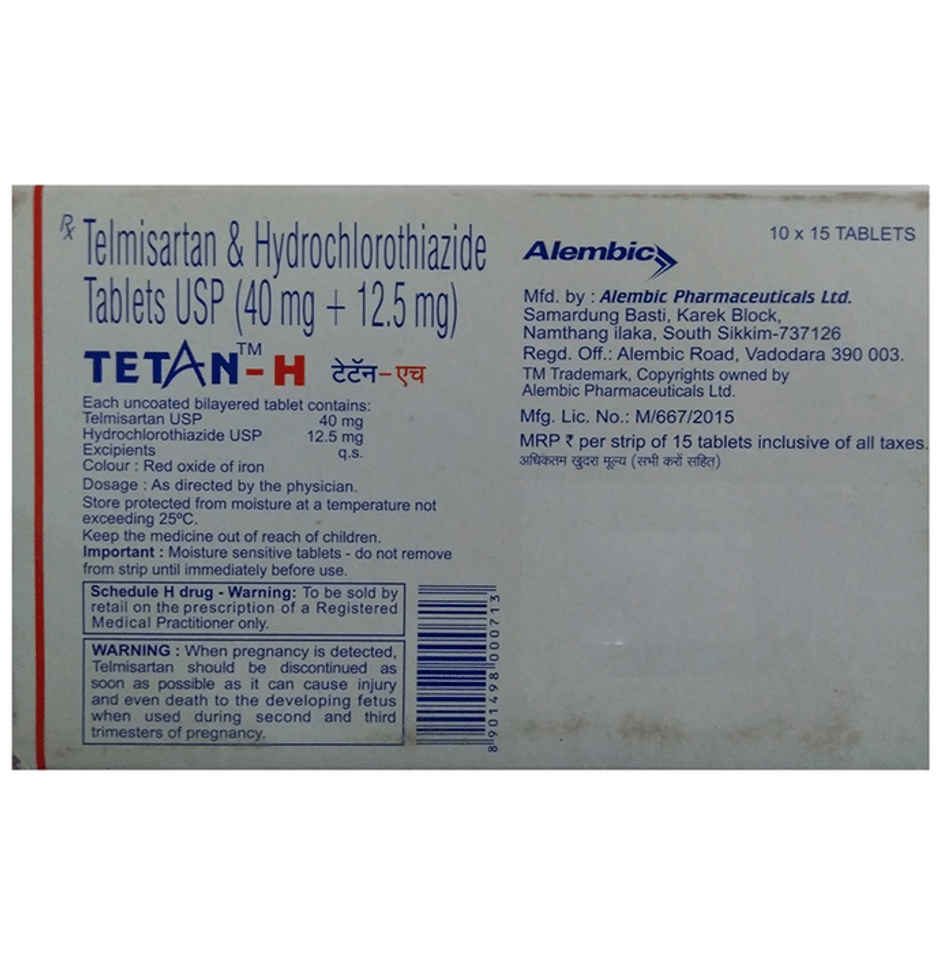 Rx Telmisartan & Hydrochlorothiazide
Tablets USP (40 mg + 12.5 mg)
TETAN™-H टेटॅन-एच
Each uncoated bilayered tablet contains:
Telmisartan USP 40 mg
Hydrochlorothiazide USP 12.5 mg
Excipients q.s.
Colour : Red oxide of iron
Dosage : As directed by the physician.
Store protected from moisture at a temperature not
exceeding 25ºC.
Keep the medicine out of reach of children.
Important : Moisture sensitive tablets - do not remove
from strip until immediately before use.
Schedule H drug - Warning: To be sold by
retail on the prescription of a Registered
Medical Practitioner only.
WARNING : When pregnancy is detected,
Telmisartan should be discontinued as
soon as possible as it can cause injury
and even death to the developing fetus
when used during second and third
trimesters of pregnancy.
8 901498 000713
10 x 15 TABLETS
Alembic
Mfd. by : Alembic Pharmaceuticals Ltd.
Samardung Basti, Karek Block,
Namthang ilaka, South Sikkim-737126
Regd. Off.: Alembic Road, Vadodara 390 003.
TM Trademark, Copyrights owned by
Alembic Pharmaceuticals Ltd.
Mfg. Lic. No.: M/667/2015
MRP ₹ per strip of 15 tablets inclusive of all taxes.
अधिकतम खुदरा मूल्य (सभी करों सहित)